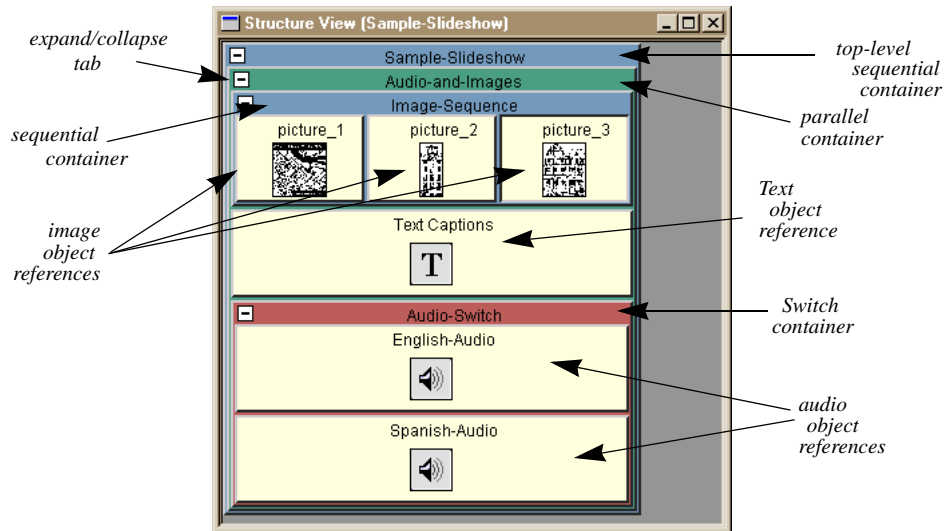 Structure View (Sample-Slideshow)
expand/collapse
tab
Sample-Slideshow
top-level
sequential
container
Audio-and-Images
Image-Sequence
parallel
container
sequential
container
picture_1
picture_2
picture_3
image
object
references
Text Captions
T
Text
object
reference
Audio-Switch
Switch
container
English-Audio
Spanish-Audio
audio
object
references